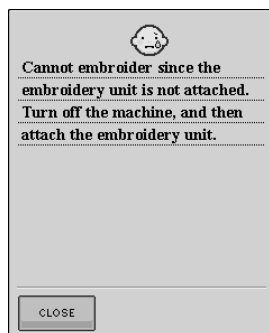 Cannot embroider since the
embroidery unit is not attached.
Turn off the machine, and then
attach the embroidery unit.
CLOSE